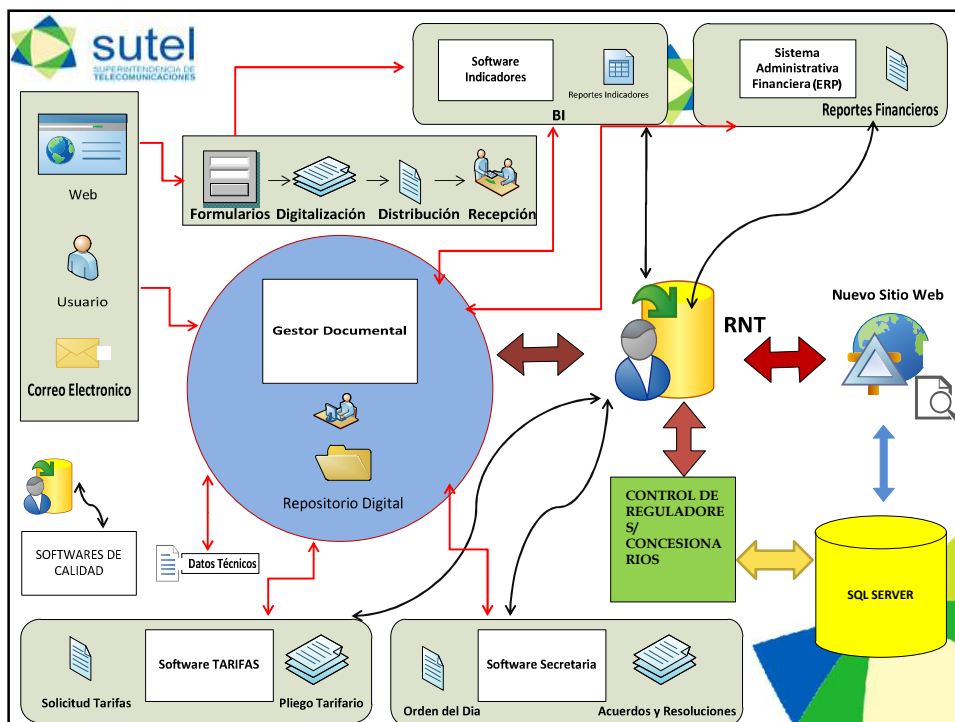 sutel
SUPERINTENDENCIA DE
TELECOMUNICACIONES
Software
Indicadores
Reportes Indicadores
BI
Sistema
Administrativa
Financiera (ERP)
Reportes Financieros
Web
Usuario
Correo Electronico
Formularios
Digitalización
Distribución
Recepción
Gestor Documental
Repositorio Digital
RNT
Nuevo Sitio Web
CONTROL DE
REGULADORE
S/
CONCESIONA
RIOS
SQL SERVER
SOFTWARES DE
CALIDAD
Datos Técnicos
Software TARIFAS
Solicitud Tarifas
Pliego Tarifario
Software Secretaria
Orden del Dia
Acuerdos y Resoluciones